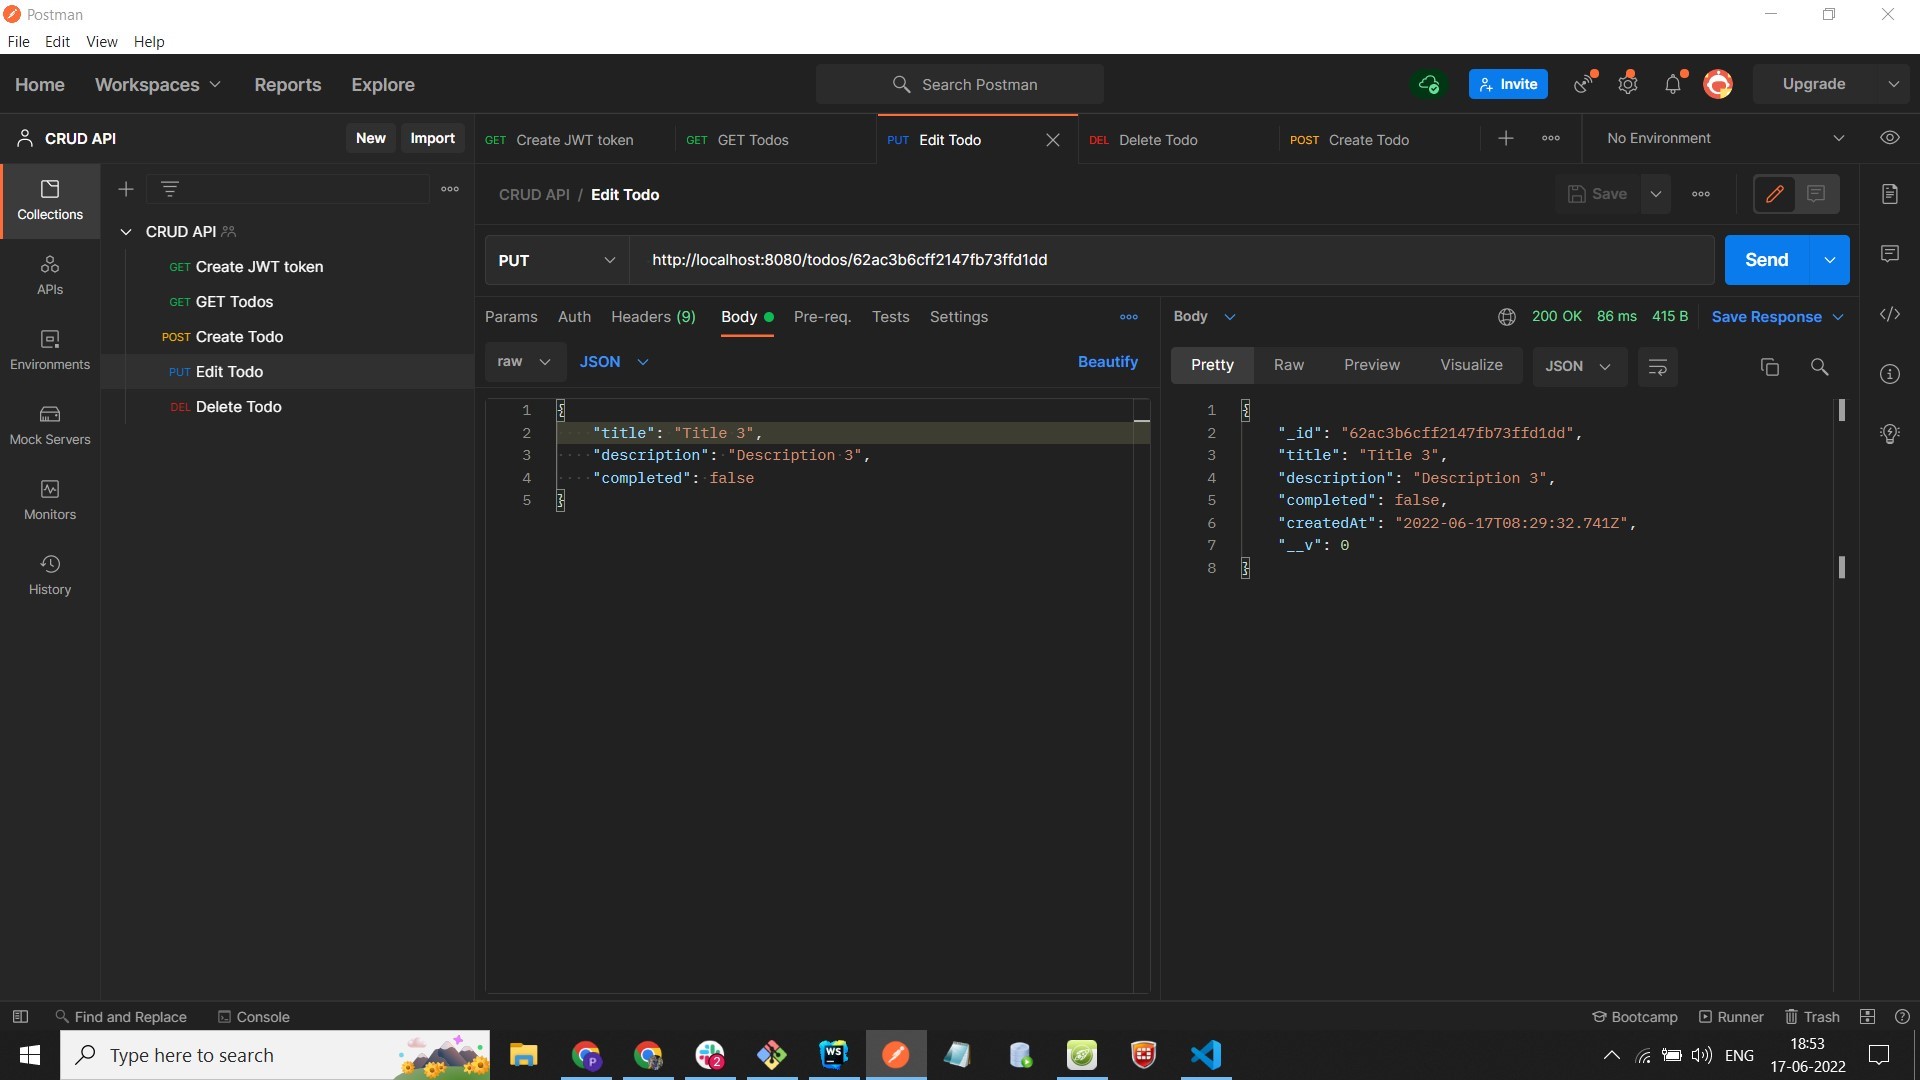 Postman
File Edit View Help
Home Workspaces Reports Explore Search Postman Invite Upgrade
CRUD API New Import GET Create JWT token GET GET Todos PUT Edit Todo DEL Delete Todo POST Create Todo No Environment
Collections
APIs
Environments
Mock Servers
Monitors
History
CRUD API
GET Create JWT token
GET GET Todos
POST Create Todo
PUT Edit Todo
DEL Delete Todo
CRUD API / Edit Todo Save
PUT http://localhost:8080/todos/62ac3b6cff2147fb73ffd1dd Send
Params Auth Headers (9) Body Pre-req. Tests Settings
raw JSON Beautify
1 {
2 "title": "Title 3",
3 "description": "Description 3",
4 "completed": false
5 }
Body 200 OK 86 ms 415 B Save Response
Pretty Raw Preview Visualize JSON
1 {
2 "_id": "62ac3b6cff2147fb73ffd1dd",
3 "title": "Title 3",
4 "description": "Description 3",
5 "completed": false,
6 "createdAt": "2022-06-17T08:29:32.741Z",
7 "__v": 0
8 }
Find and Replace Console Bootcamp Runner Trash
Type here to search P 2 WS ENG 18:53
17-06-2022